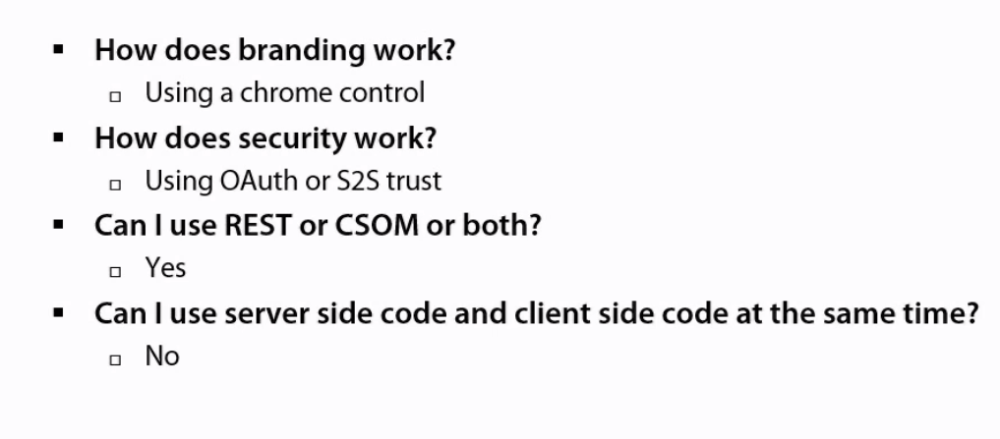 ▪ How does branding work?
▫ Using a chrome control
▪ How does security work?
▫ Using OAuth or S2S trust
▪ Can I use REST or CSOM or both?
▫ Yes
▪ Can I use server side code and client side code at the same time?
▫ No